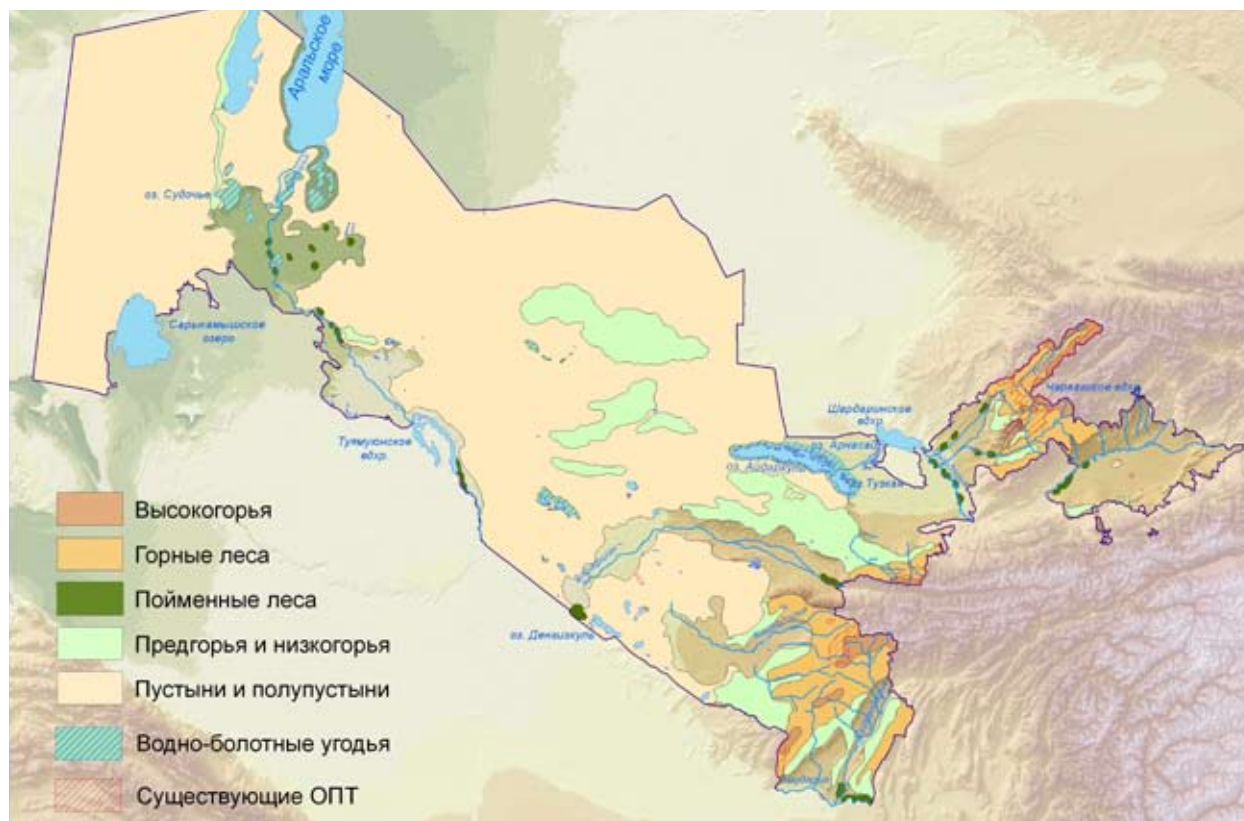 Аральское
море
оз. Судочье
Сарыкамышское
озеро
Туямуюнское
вдхр.
Шардаринское
вдхр.
Чарвакское вдхр.
оз. Арнасай
оз. Айдаркуль
оз. Тузкан
оз. Денгизкуль
Высокогорья
Горные леса
Пойменные леса
Предгорья и низкогорья
Пустыни и полупустыни
Водно-болотные угодья
Существующие ОПТ